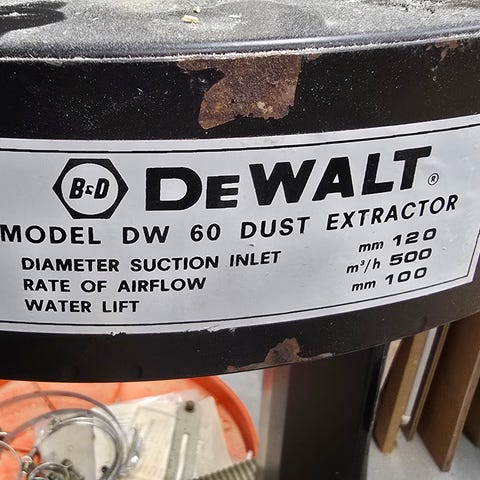 B&D DEWALT ®
MODEL DW 60 DUST EXTRACTOR
DIAMETER SUCTION INLET mm 120
RATE OF AIRFLOW m³/h 500
WATER LIFT mm 100